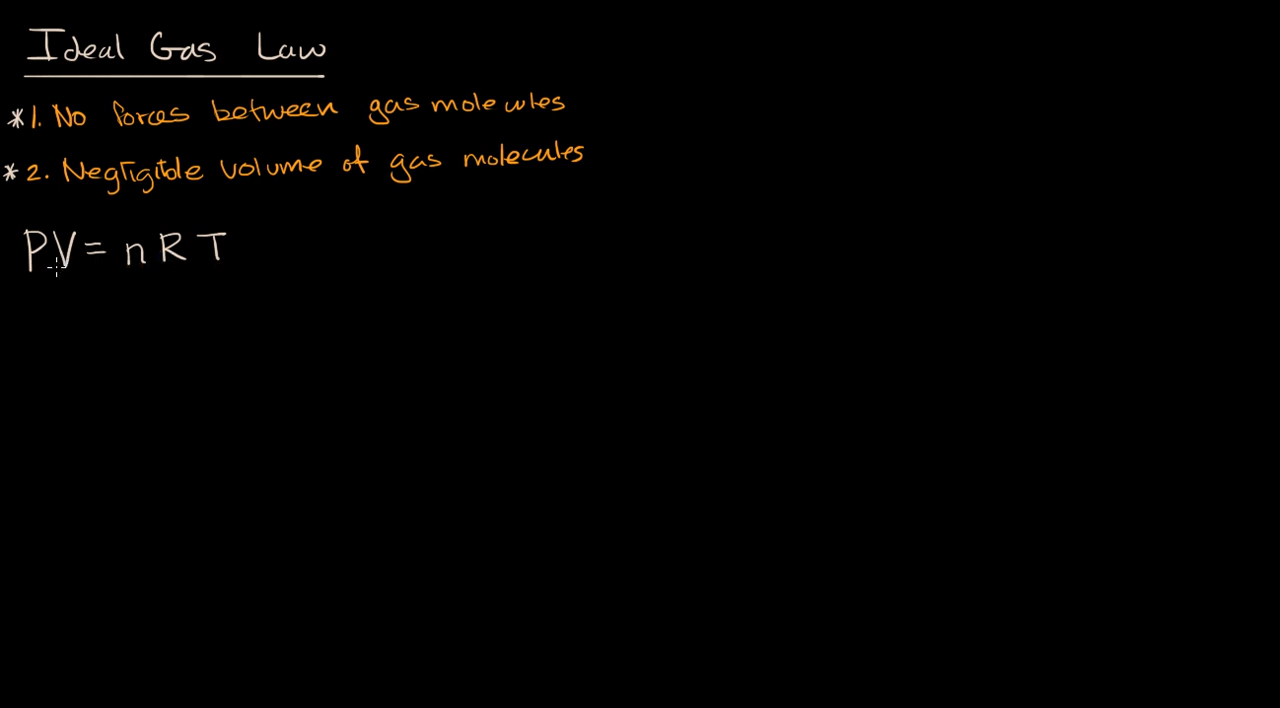 Ideal Gas Law
*1. No forces between gas molecules
*2. Negligible volume of gas molecules
PV = nRT